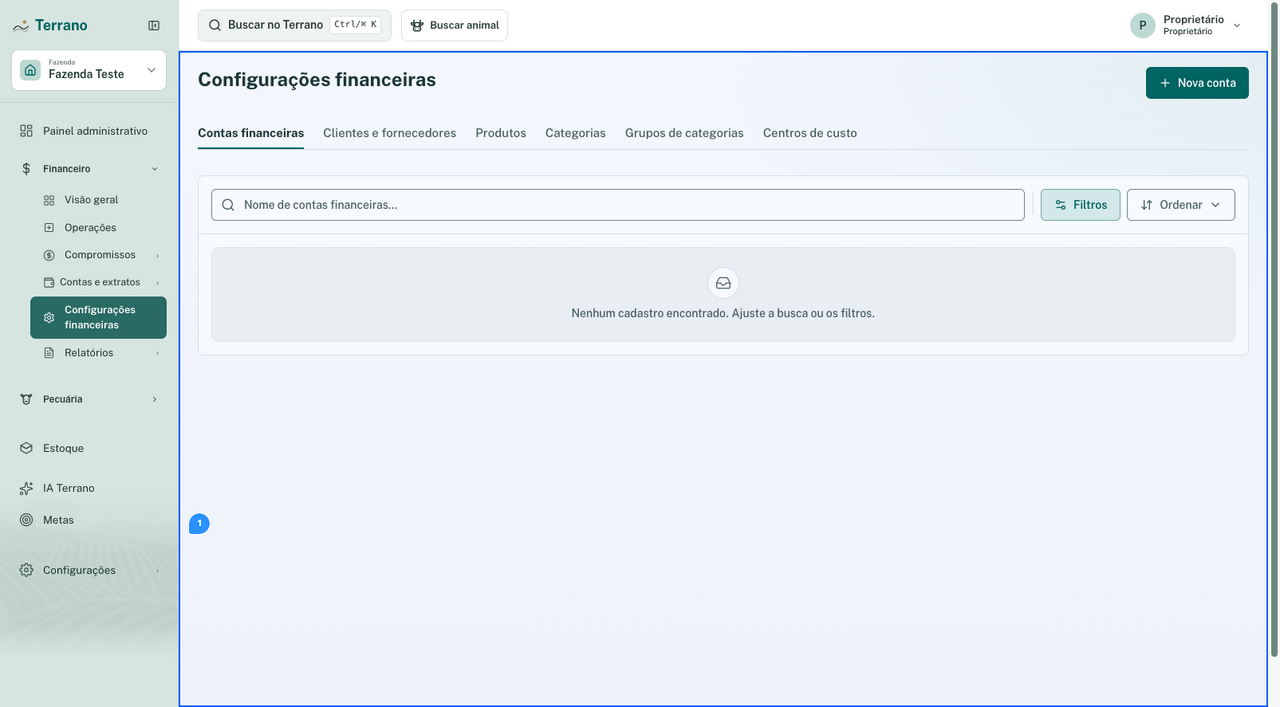 Terrano
Fazenda
Fazenda Teste
Painel administrativo
Financeiro
Visão geral
Operações
Compromissos
Contas e extratos
Configurações
financeiras
Relatórios
Pecuária
Estoque
IA Terrano
Metas
Configurações
Buscar no Terrano Ctrl/⌘ K
Buscar animal
P
Proprietário
Proprietário
Configurações financeiras
+ Nova conta
Contas financeiras Clientes e fornecedores Produtos Categorias Grupos de categorias Centros de custo
Nome de contas financeiras...
Filtros
Ordenar
Nenhum cadastro encontrado. Ajuste a busca ou os filtros.
1